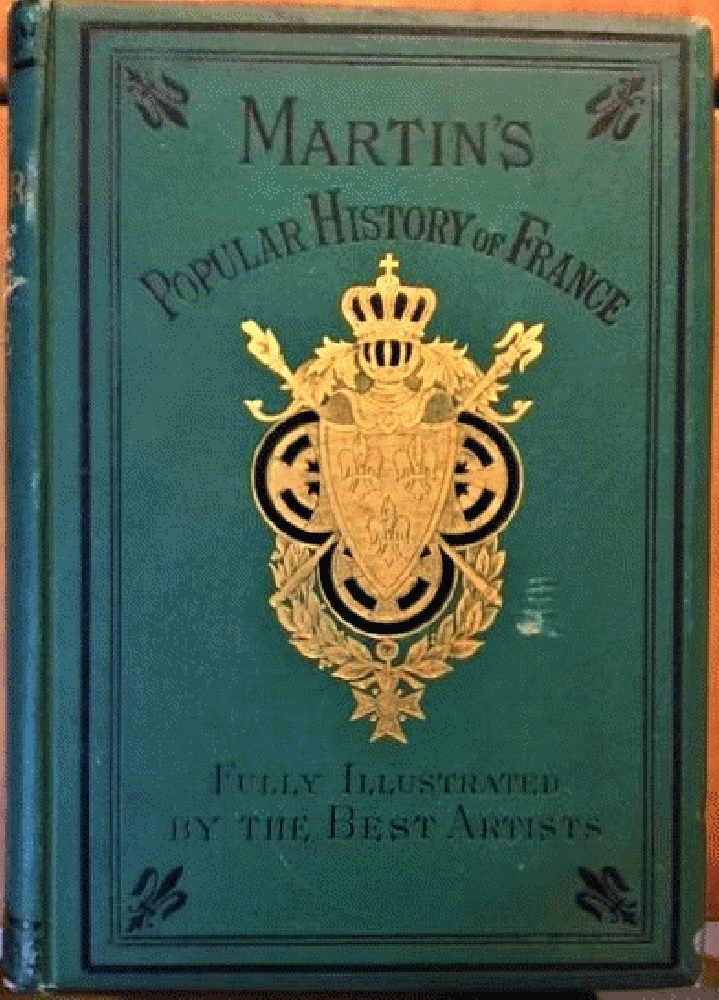 MARTIN'S
POPULAR HISTORY OF FRANCE
FULLY ILLUSTRATED
BY THE BEST ARTISTS